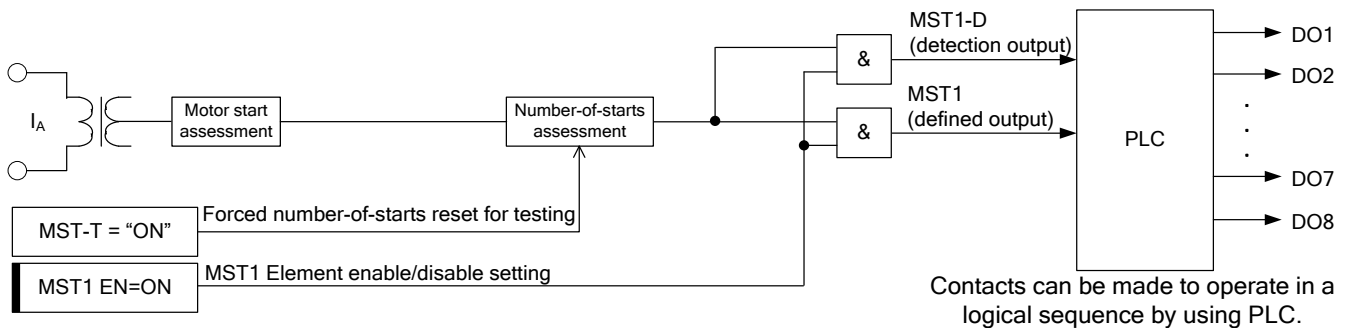 MST1-D
(detection output)
DO1
&
DO2
Motor start
assessment
Number-of-starts
assessment
MST1
(defined output)
.
.
.
I_A
&
PLC
DO7
Forced number-of-starts reset for testing
MST-T = “ON”
DO8
MST1 Element enable/disable setting
MST1 EN=ON
Contacts can be made to operate in a
logical sequence by using PLC.